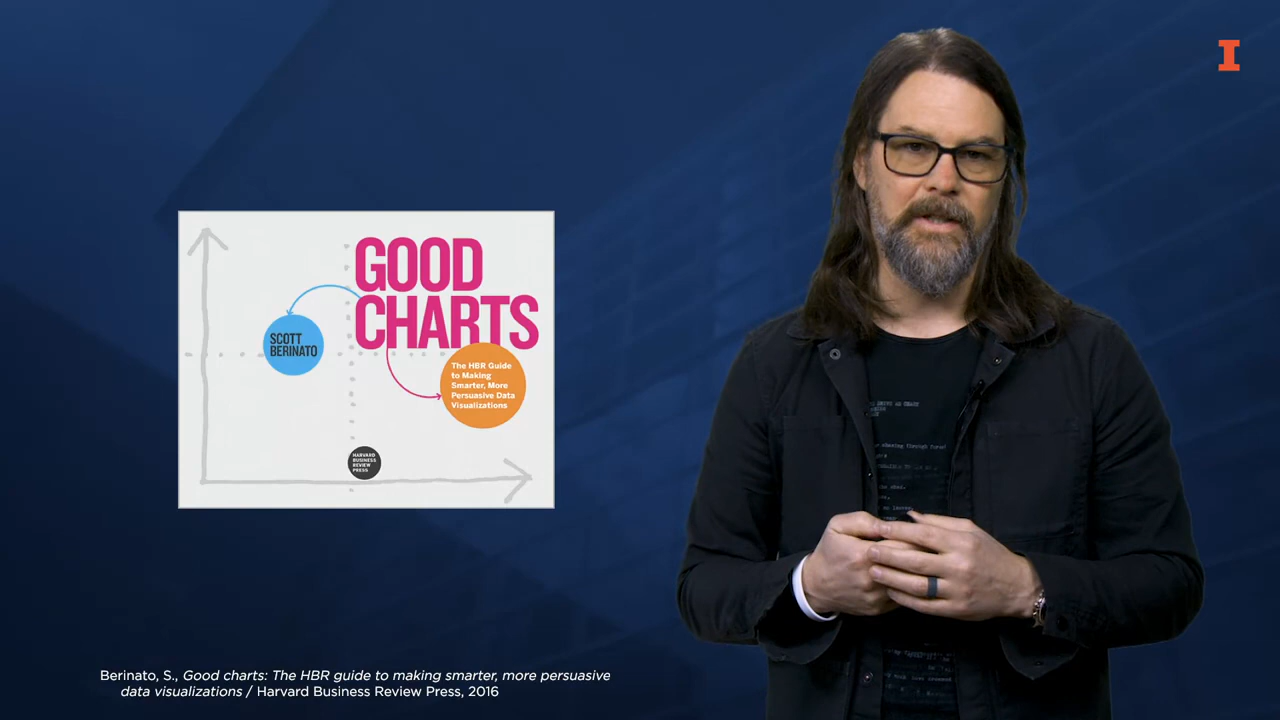 I
GOOD
CHARTS
SCOTT
BERINATO
The HBR Guide
to Making
Smarter, More
Persuasive Data
Visualizations
HARVARD
BUSINESS
REVIEW
PRESS
Berinato, S., Good charts: The HBR guide to making smarter, more persuasive
data visualizations / Harvard Business Review Press, 2016